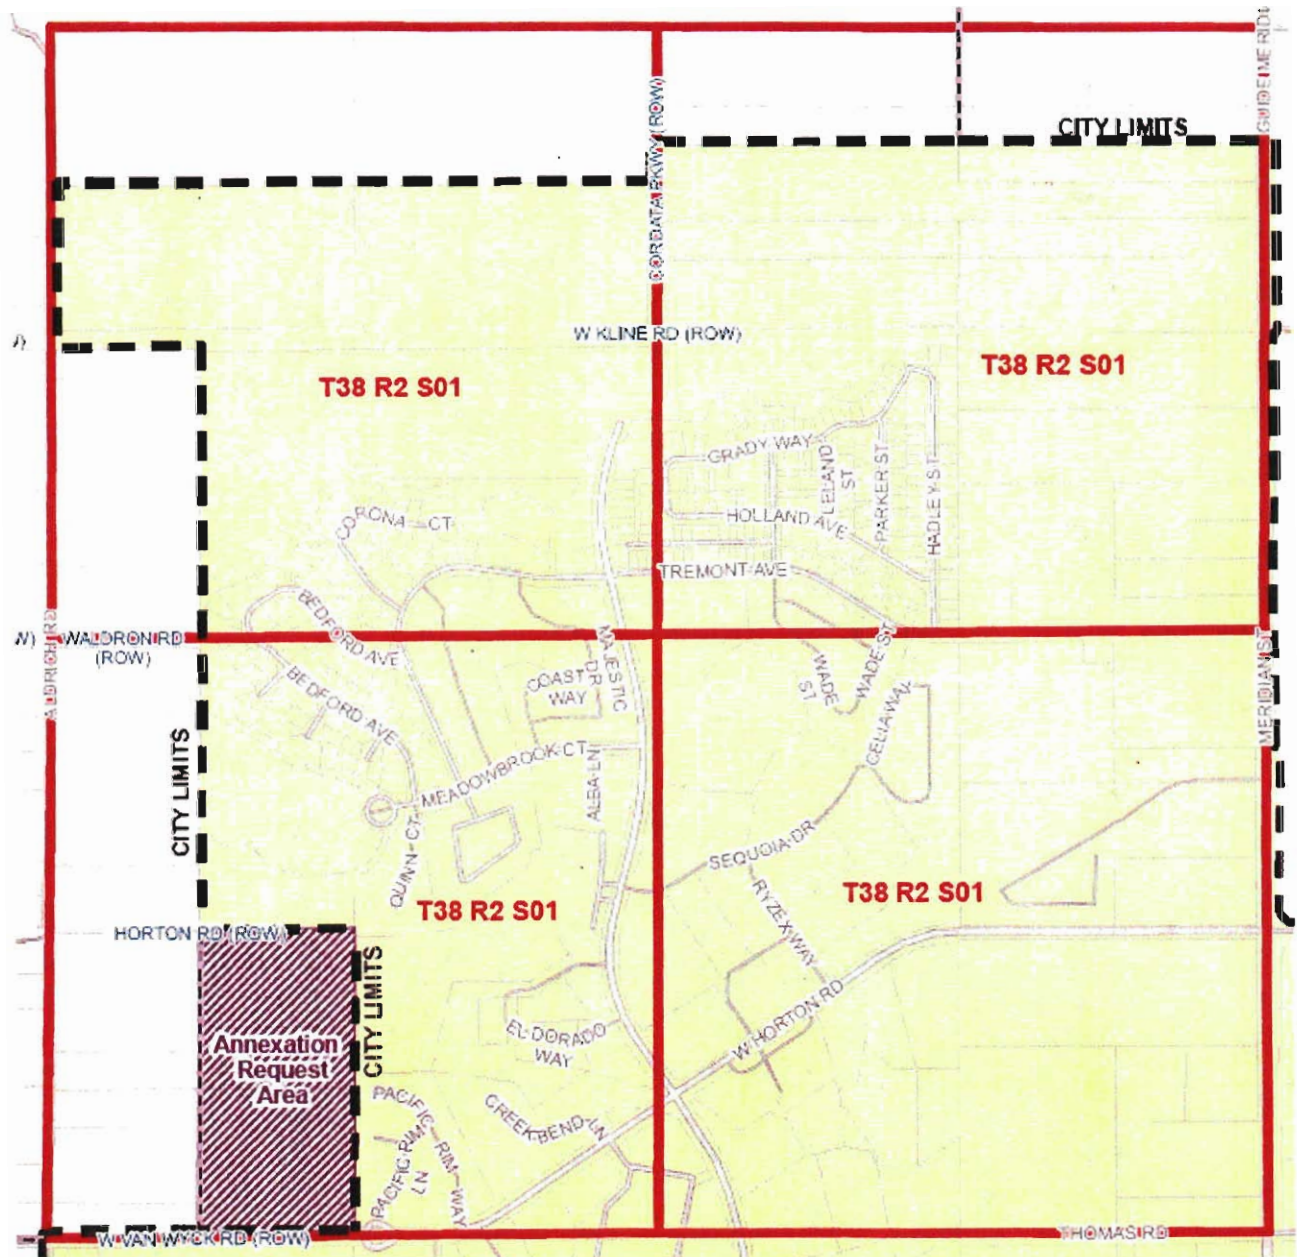 GUIDE MERIDI
CITY LIMITS
CORDATA PKWY (ROW)
W KLINE RD (ROW)
T38 R2 S01
T38 R2 S01
GRADY WAY
LELAND
ST
PARKER ST
HADLEY ST
CORONA CT
HOLLAND AVE
TREMONT AVE
BEDFORD AVE
W)
WALDRON RD
(ROW)
ALDRICH RD
MAJESTIC
DR
WADE
ST
WADE ST
COAST
WAY
BEDFORD AVE
CELIA WAY
MERIDIAN ST
CITY LIMITS
MEADOWBROOK CT
ALBA LN
QUINN CT
SEQUOIA DR
RYZEX WAY
T38 R2 S01
T38 R2 S01
HORTON RD (ROW)
CITY LIMITS
Annexation
Request
Area
EL DORADO
WAY
W HORTON RD
PACIFIC RIM WAY
PACIFIC RIM
LN
CREEK BEND LN
W VAN WYCK RD (ROW)
THOMAS RD